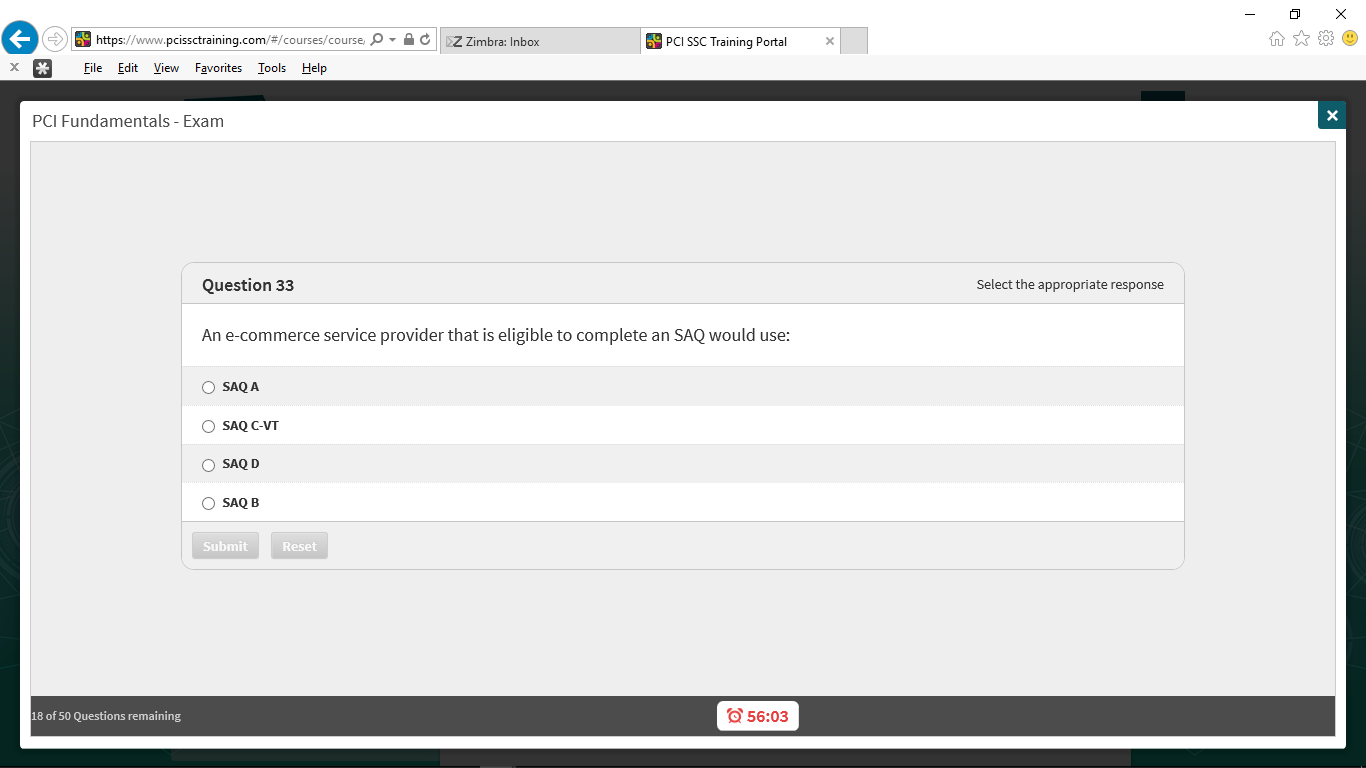 https://www.pcissctraining.com/#/courses/course,
Zimbra: Inbox
PCI SSC Training Portal
File Edit View Favorites Tools Help
PCI Fundamentals - Exam
Question 33
Select the appropriate response
An e-commerce service provider that is eligible to complete an SAQ would use:
SAQ A
SAQ C-VT
SAQ D
SAQ B
Submit Reset
18 of 50 Questions remaining
56:03